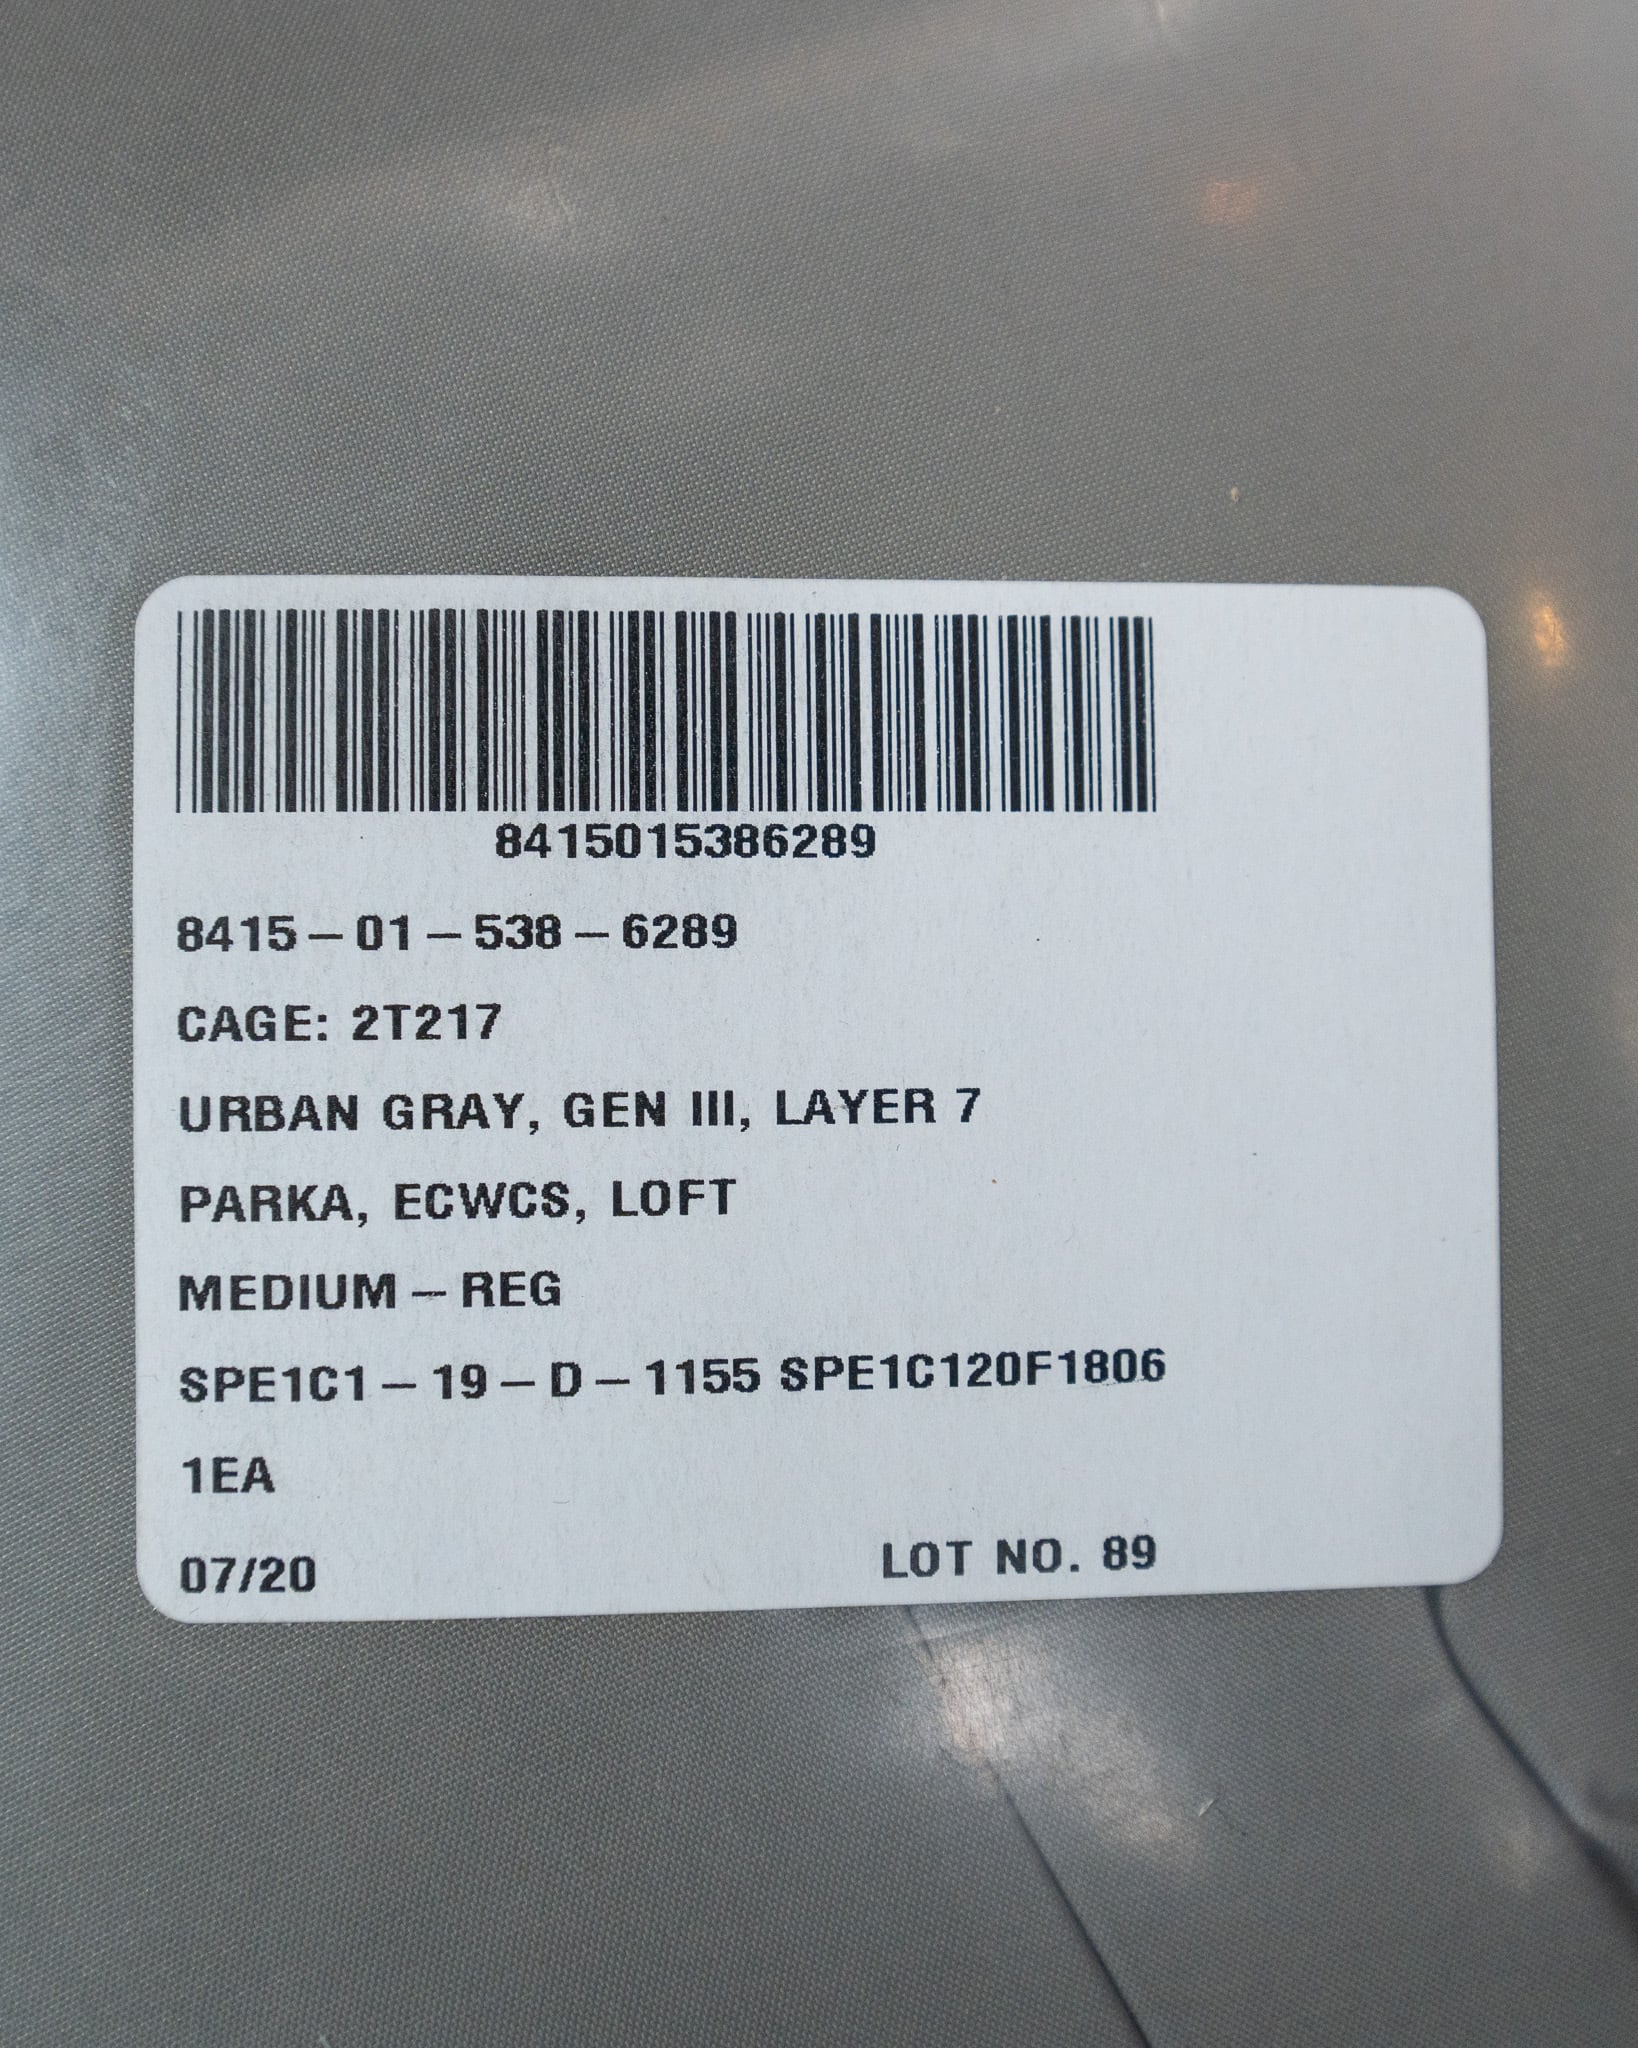 8415015386289
8415-01-538-6289
CAGE: 2T217
URBAN GRAY, GEN III, LAYER 7
PARKA, ECWCS, LOFT
MEDIUM-REG
SPE1C1-19-D-1155 SPE1C120F1806
1EA
07/20 LOT NO. 89